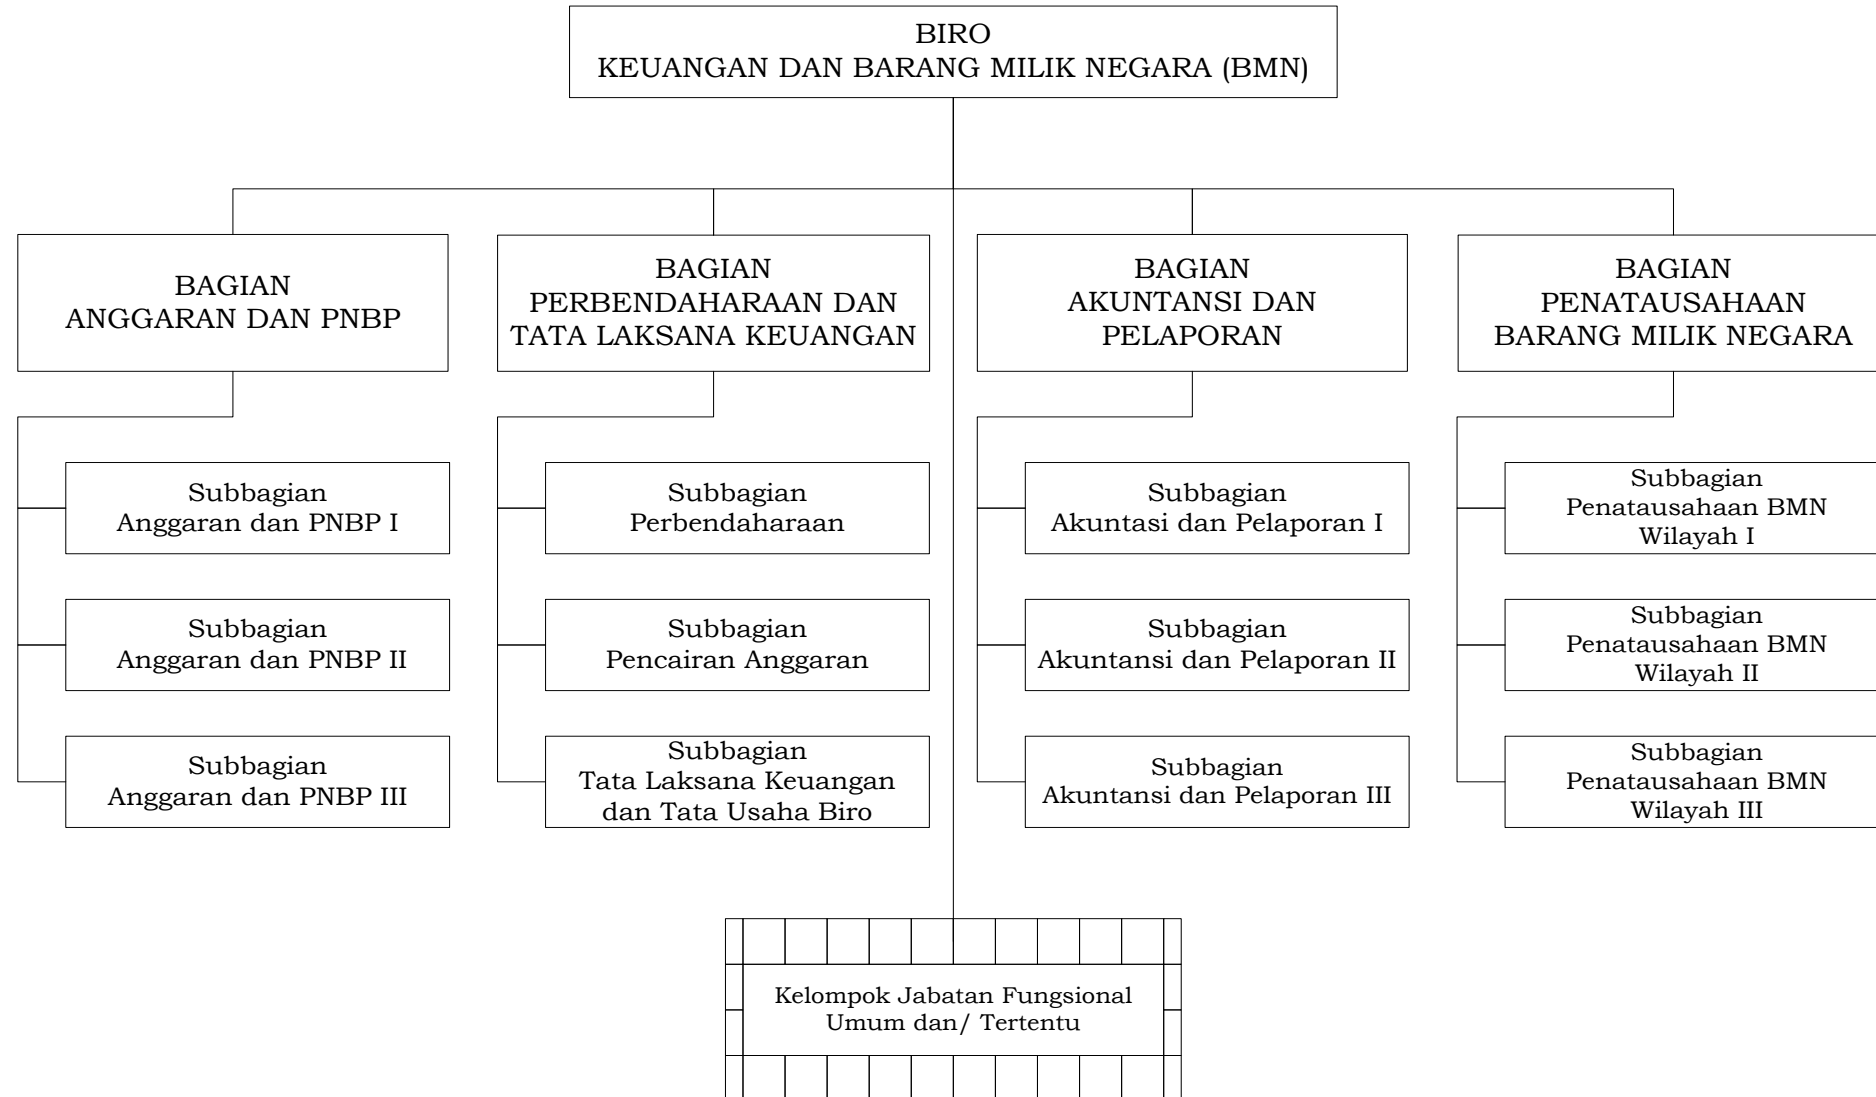 BIRO
KEUANGAN DAN BARANG MILIK NEGARA (BMN)
BAGIAN
ANGGARAN DAN PNBP
BAGIAN
PERBENDAHARAAN DAN
TATA LAKSANA KEUANGAN
BAGIAN
AKUNTANSI DAN
PELAPORAN
BAGIAN
PENATAUSAHAAN
BARANG MILIK NEGARA
Subbagian
Anggaran dan PNBP I
Subbagian
Perbendaharaan
Subbagian
Akuntasi dan Pelaporan I
Subbagian
Penatausahaan BMN
Wilayah I
Subbagian
Anggaran dan PNBP II
Subbagian
Pencairan Anggaran
Subbagian
Akuntansi dan Pelaporan II
Subbagian
Penatausahaan BMN
Wilayah II
Subbagian
Anggaran dan PNBP III
Subbagian
Tata Laksana Keuangan
dan Tata Usaha Biro
Subbagian
Akuntansi dan Pelaporan III
Subbagian
Penatausahaan BMN
Wilayah III
Kelompok Jabatan Fungsional
Umum dan/ Tertentu